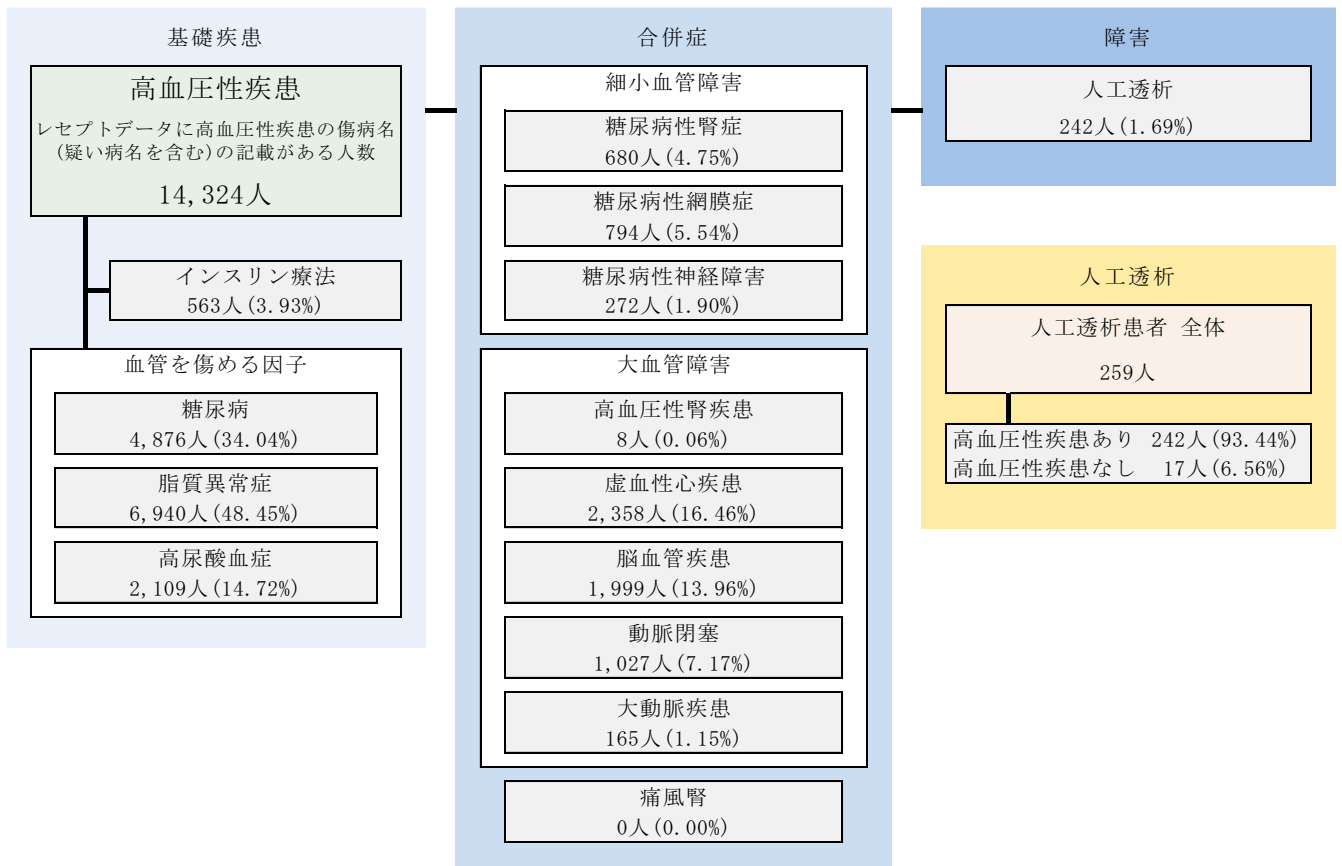 基礎疾患
高血圧性疾患
レセプトデータに高血圧性疾患の傷病名
(疑い病名を含む)の記載がある人数
14,324人
インスリン療法
563人(3.93%)
血管を傷める因子
糖尿病
4,876人(34.04%)
脂質異常症
6,940人(48.45%)
高尿酸血症
2,109人(14.72%)
合併症
細小血管障害
糖尿病性腎症
680人(4.75%)
糖尿病性網膜症
794人(5.54%)
糖尿病性神経障害
272人(1.90%)
大血管障害
高血圧性腎疾患
8人(0.06%)
虚血性心疾患
2,358人(16.46%)
脳血管疾患
1,999人(13.96%)
動脈閉塞
1,027人(7.17%)
大動脈疾患
165人(1.15%)
痛風腎
0人(0.00%)
障害
人工透析
242人(1.69%)
人工透析
人工透析患者 全体
259人
高血圧性疾患あり 242人(93.44%)
高血圧性疾患なし 17人(6.56%)